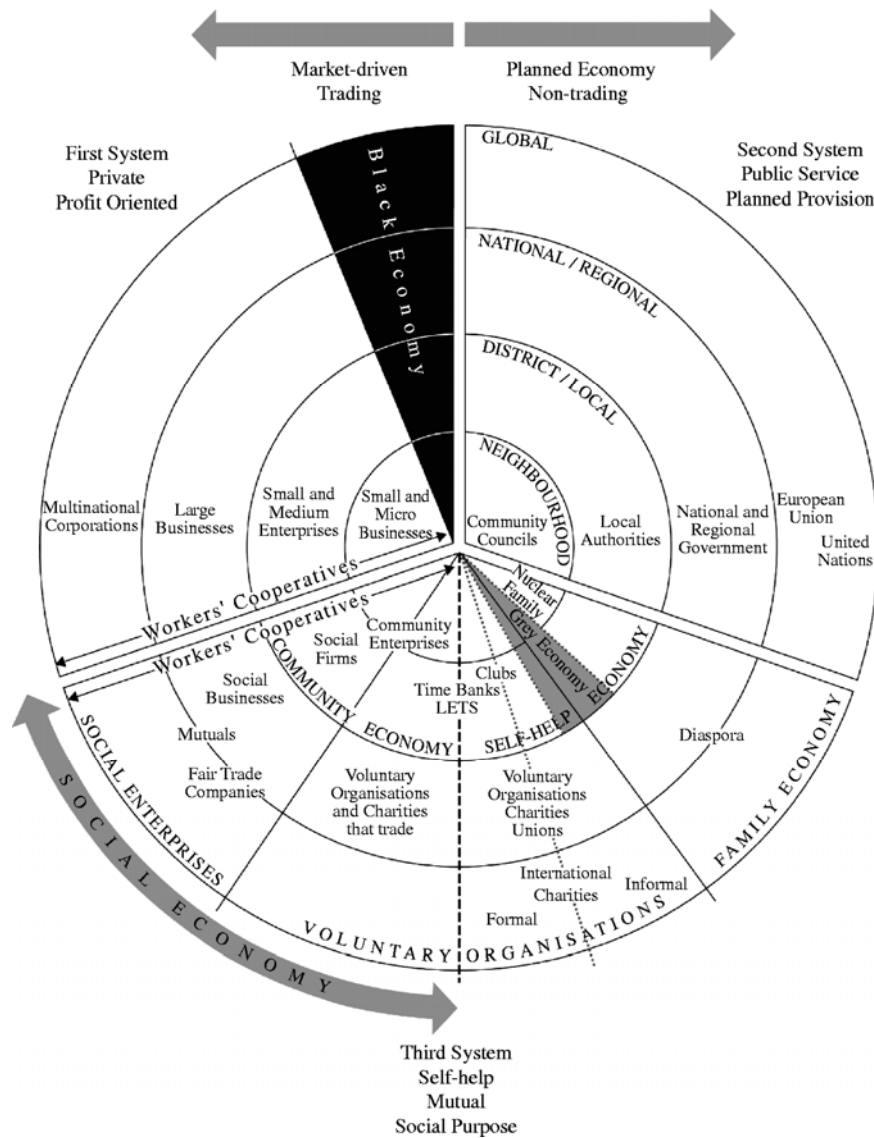 Market-driven
Trading
Planned Economy
Non-trading
First System
Private
Profit Oriented
Second System
Public Service
Planned Provision
Black Economy
GLOBAL
NATIONAL / REGIONAL
DISTRICT / LOCAL
NEIGHBOURHOOD
Multinational
Corporations
Large
Businesses
Small and
Medium
Enterprises
Small and
Micro
Businesses
Community
Councils
Local
Authorities
National and
Regional
Government
European
Union
United
Nations
Workers' Cooperatives
Workers' Cooperatives
Nuclear
Family
Grey Economy
Social
Firms
Community
Enterprises
Clubs
Time Banks
LETS
Social
Businesses
COMMUNITY ECONOMY
SELF-HELP ECONOMY
Mutuals
Fair Trade
Companies
Voluntary
Organisations
and Charities
that trade
Voluntary
Organisations
Charities
Unions
Diaspora
International
Charities
Informal
Formal
SOCIAL ENTERPRISES
VOLUNTARY ORGANISATIONS
FAMILY ECONOMY
SOCIAL ECONOMY
Third System
Self-help
Mutual
Social Purpose